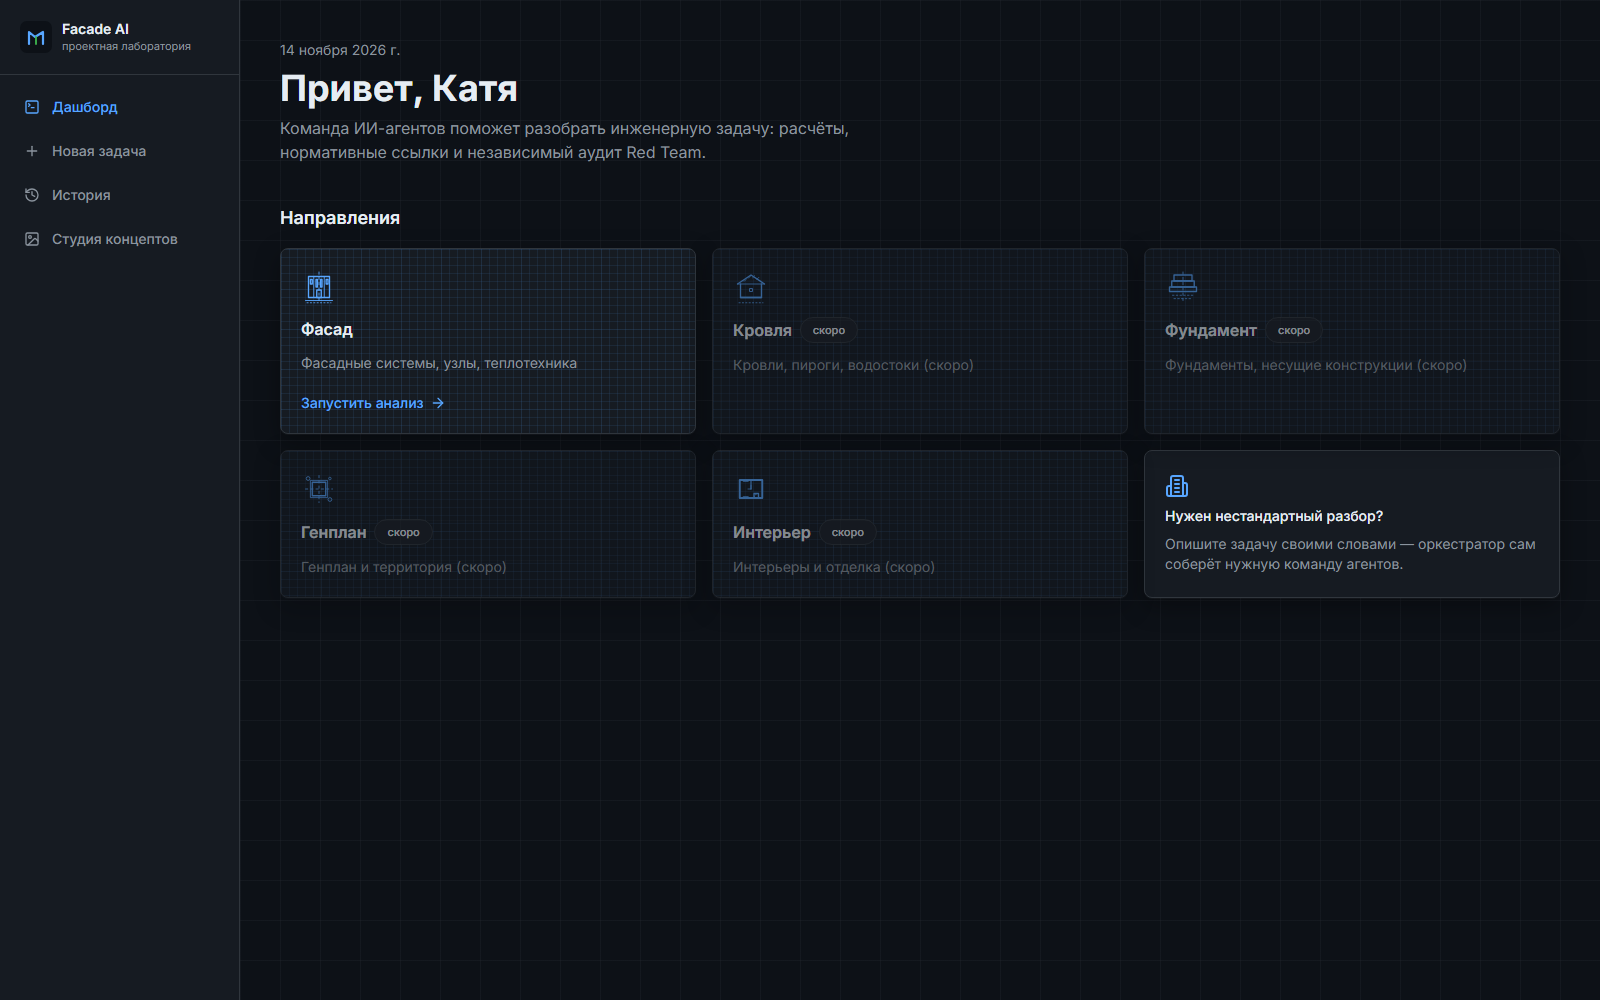 Facade AI
проектная лаборатория
Дашборд
Новая задача
История
Студия концептов
14 ноября 2026 г.
Привет, Катя
Команда ИИ-агентов поможет разобрать инженерную задачу: расчёты,
нормативные ссылки и независимый аудит Red Team.
Направления
Фасад
Фасадные системы, узлы, теплотехника
Запустить анализ →
Кровля скоро
Кровли, пироги, водостоки (скоро)
Фундамент скоро
Фундаменты, несущие конструкции (скоро)
Генплан скоро
Генплан и территория (скоро)
Интерьер скоро
Интерьеры и отделка (скоро)
Нужен нестандартный разбор?
Опишите задачу своими словами — оркестратор сам
соберёт нужную команду агентов.